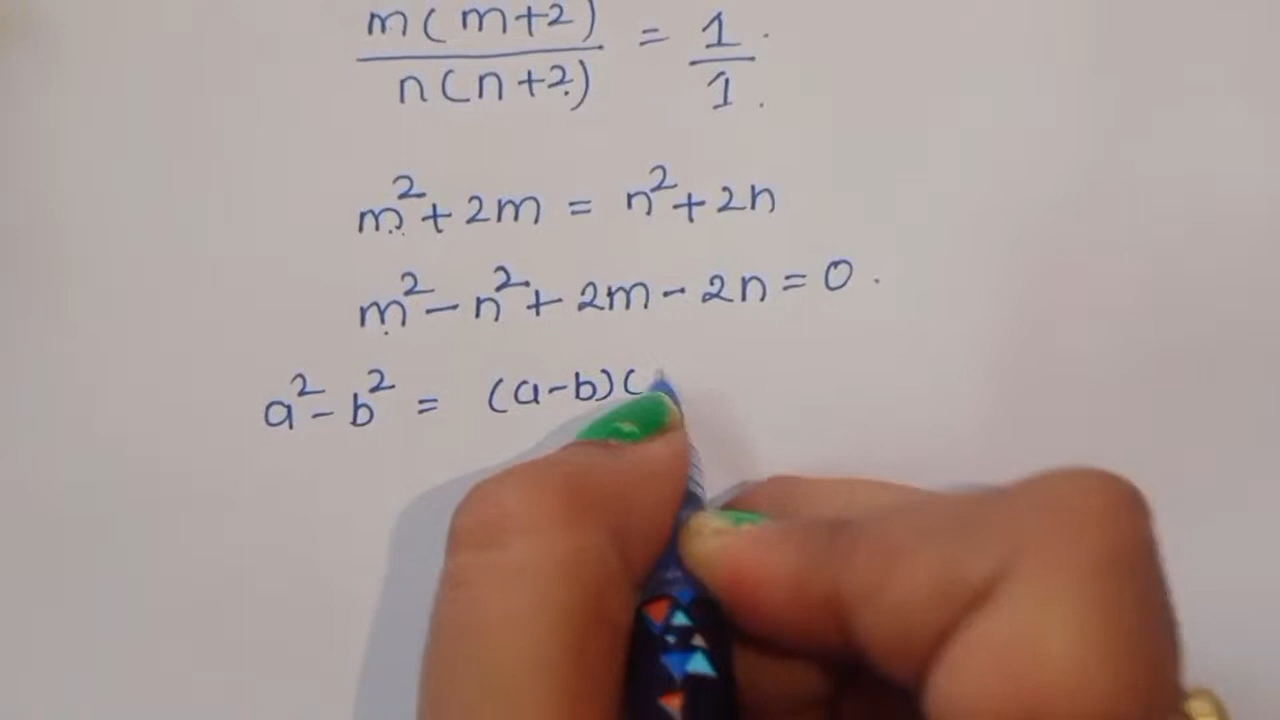 m(m+2) / n(n+2) = 1 / 1.
m² + 2m = n² + 2n
m² - n² + 2m - 2n = 0.
a² - b² = (a-b)(